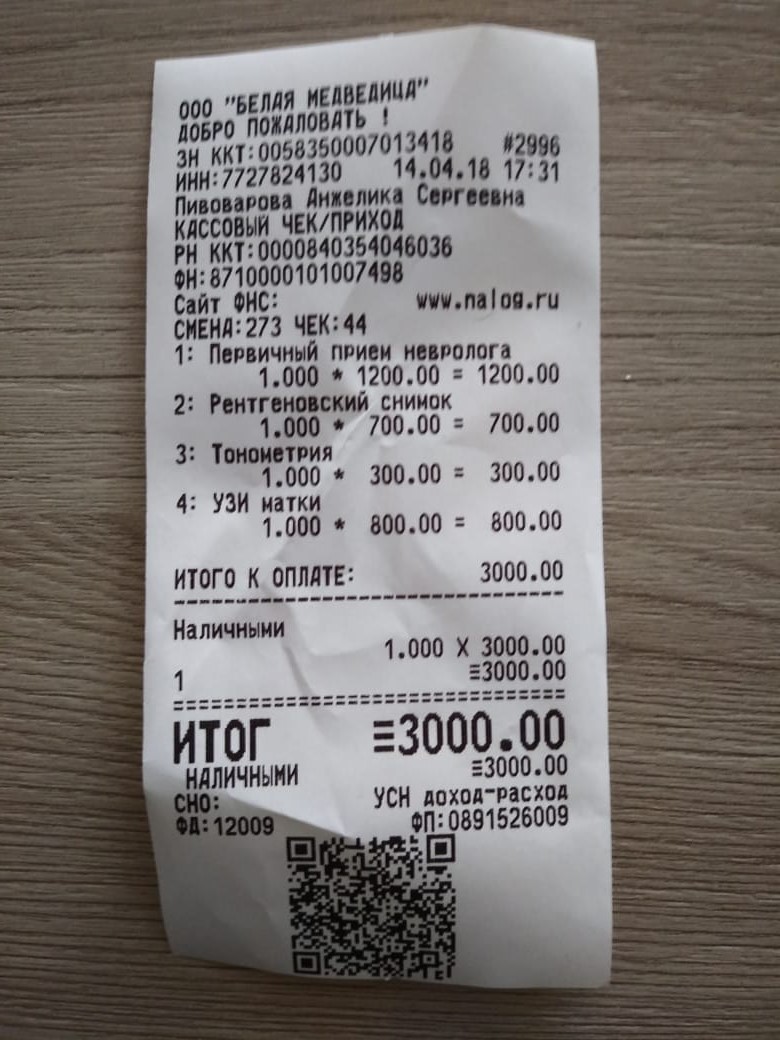 ООО "БЕЛАЯ МЕДВЕДИЦА"
ДОБРО ПОЖАЛОВАТЬ !
ЗН ККТ:0058350007013418 #2996
ИНН:7727824130 14.04.18 17:31
Пивоварова Анжелика Сергеевна
КАССОВЫЙ ЧЕК/ПРИХОД
РН ККТ:0000840354046036
ФН:8710000101007498
Сайт ФНС: www.nalog.ru
СМЕНА:273 ЧЕК:44
1: Первичный прием невролога
1.000 * 1200.00 = 1200.00
2: Рентгеновский снимок
1.000 * 700.00 = 700.00
3: Тонометрия
1.000 * 300.00 = 300.00
4: УЗИ матки
1.000 * 800.00 = 800.00
ИТОГО К ОПЛАТЕ: 3000.00
Наличными
1.000 X 3000.00
1 ≡3000.00
ИТОГ ≡3000.00
НАЛИЧНЫМИ ≡3000.00
СНО: УСН доход-расход
ФД:12009 ФП:0891526009